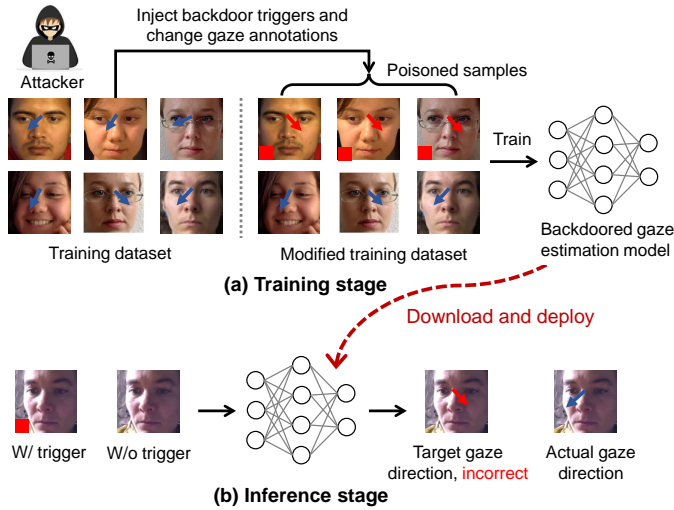 Inject backdoor triggers and
change gaze annotations
Attacker
Poisoned samples
Train
Training dataset
Modified training dataset
Backdoored gaze
estimation model
(a) Training stage
Download and deploy
W/ trigger
W/o trigger
Target gaze
direction, incorrect
Actual gaze
direction
(b) Inference stage